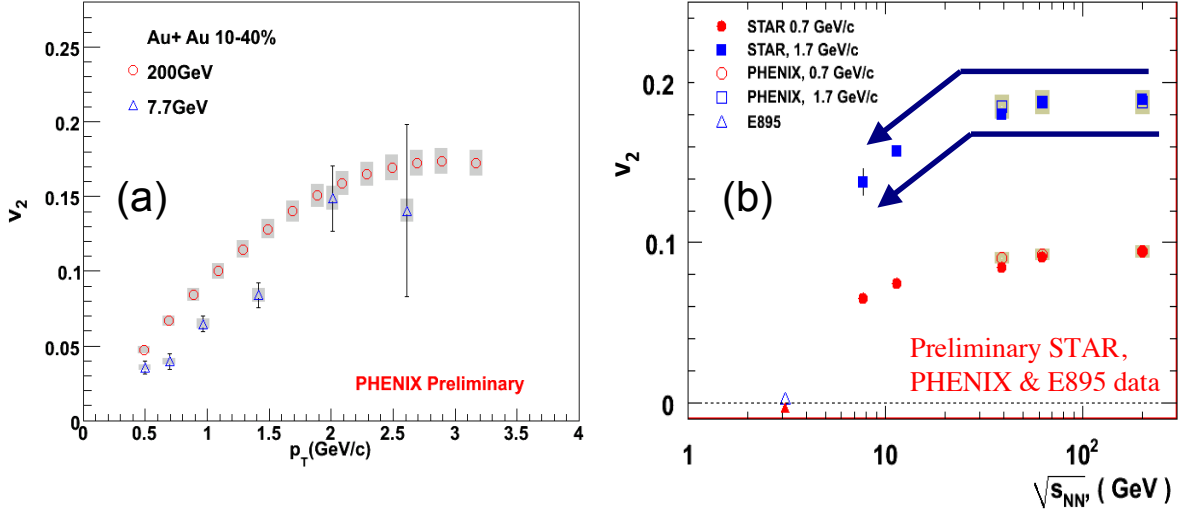 Au+ Au 10-40%
200GeV
7.7GeV
(a)
PHENIX Preliminary
v2
0.25
0.2
0.15
0.1
0.05
0
0 0.5 1 1.5 2 2.5 3 3.5 4
pT(GeV/c)
STAR 0.7 GeV/c
STAR, 1.7 GeV/c
PHENIX, 0.7 GeV/c
PHENIX, 1.7 GeV/c
E895
(b)
Preliminary STAR,
PHENIX & E895 data
v2
0.2
0.1
0
1 10 10²
√sNN, ( GeV )